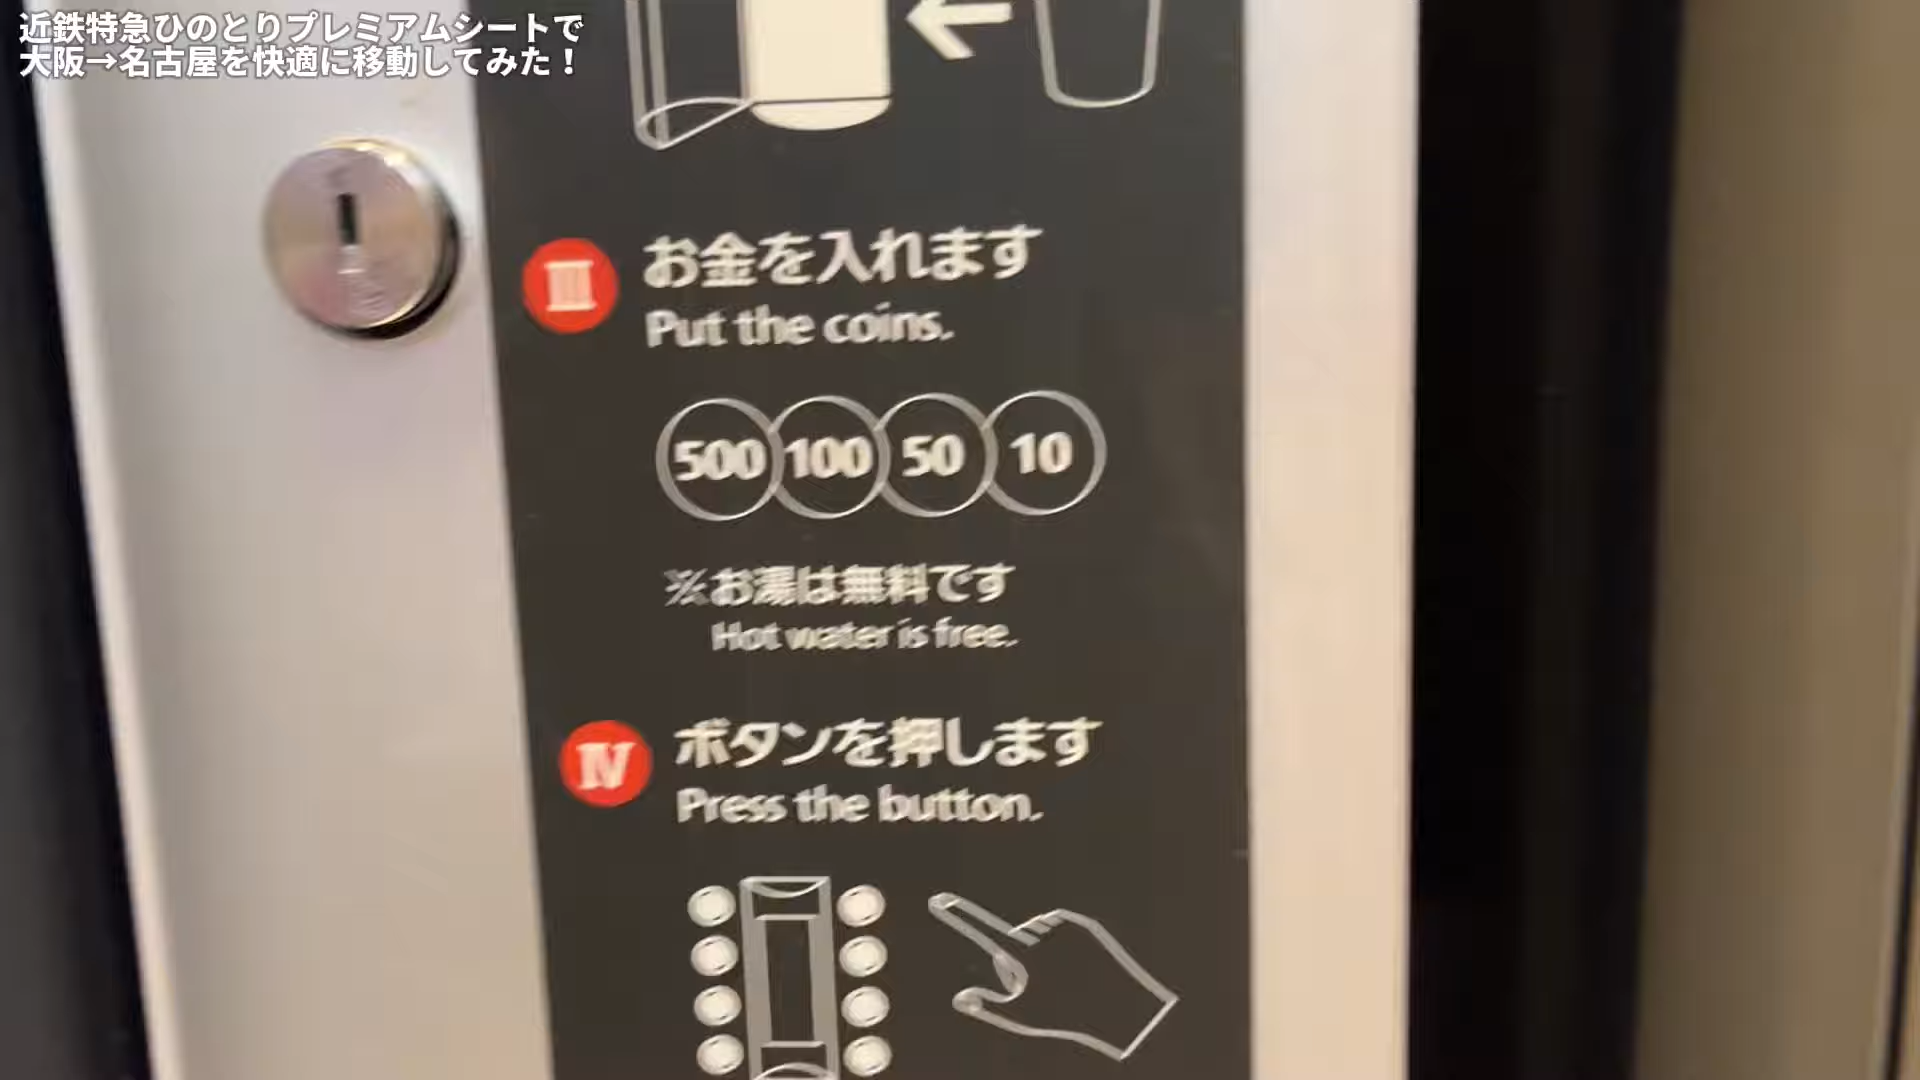 近鉄特急ひのとりプレミアムシートで
大阪→名古屋を快適に移動してみた!
III お金を入れます
Put the coins.
500 100 50 10
※お湯は無料です
Hot water is free.
IV ボタンを押します
Press the button.